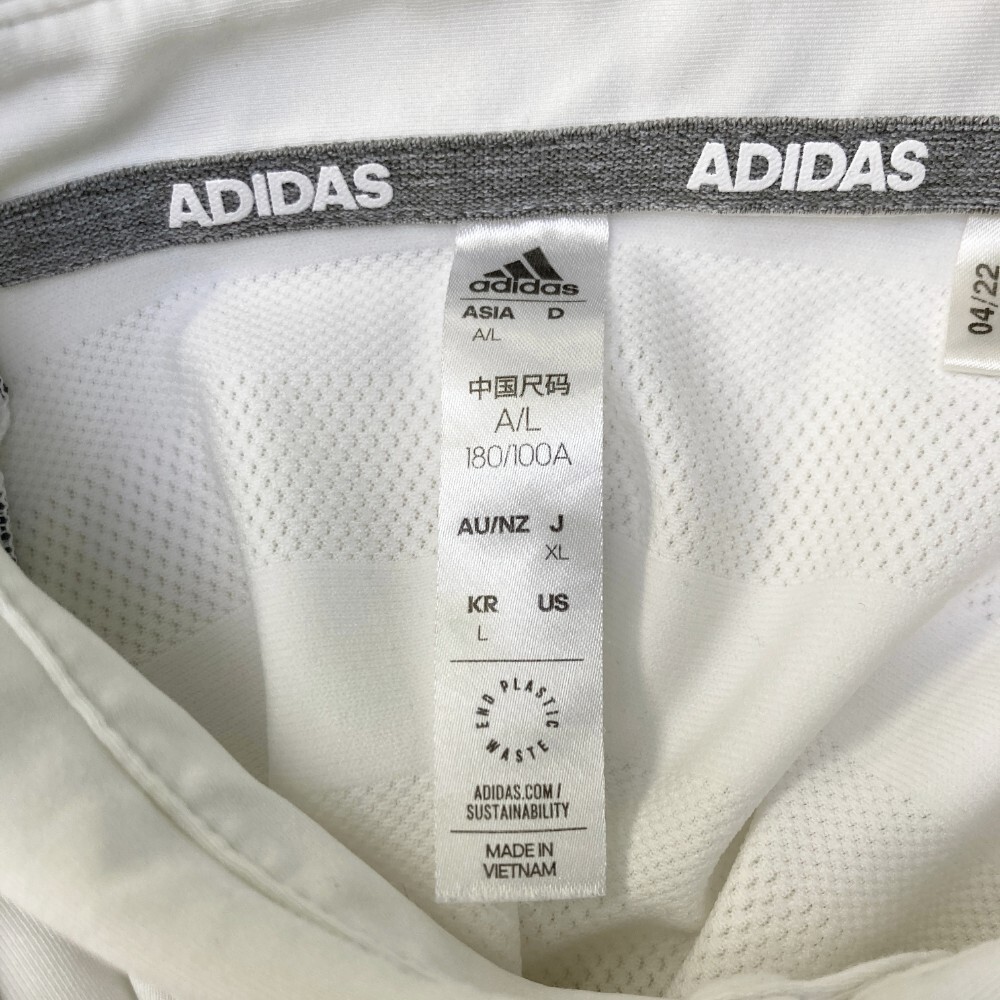 ADIDAS ADIDAS
adidas
ASIA D
A/L
中国尺码
A/L
180/100A
AU/NZ J
XL
KR US
L
END PLASTIC WASTE
ADIDAS.COM/
SUSTAINABILITY
MADE IN
VIETNAM
04/22